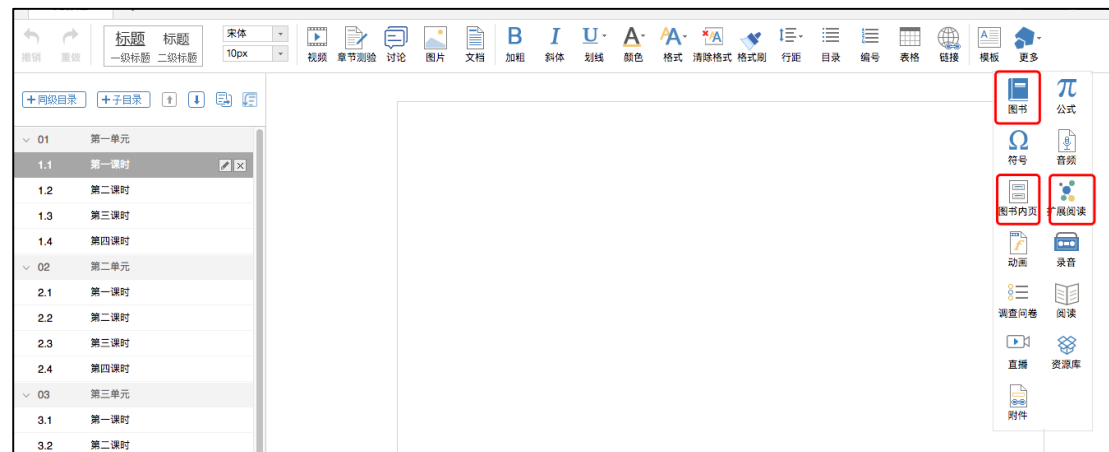 撤销 重做 标题 一级标题 标题 二级标题 宋体 10px 视频 章节测验 讨论 图片 文档 B 加粗 I 斜体 U 划线 A 颜色 AA 格式 A 清除格式 格式刷 行距 目录 编号 表格 链接 A 模板 更多
+同级目录 +子目录
01 第一单元
1.1 第一课时
1.2 第二课时
1.3 第三课时
1.4 第四课时
02 第二单元
2.1 第一课时
2.2 第二课时
2.3 第三课时
2.4 第四课时
03 第三单元
3.1 第一课时
3.2 第二课时
图书 π 公式
Ω 符号 音频
图书内页 扩展阅读
f 动画 录音
调查问卷 阅读
直播 资源库
附件